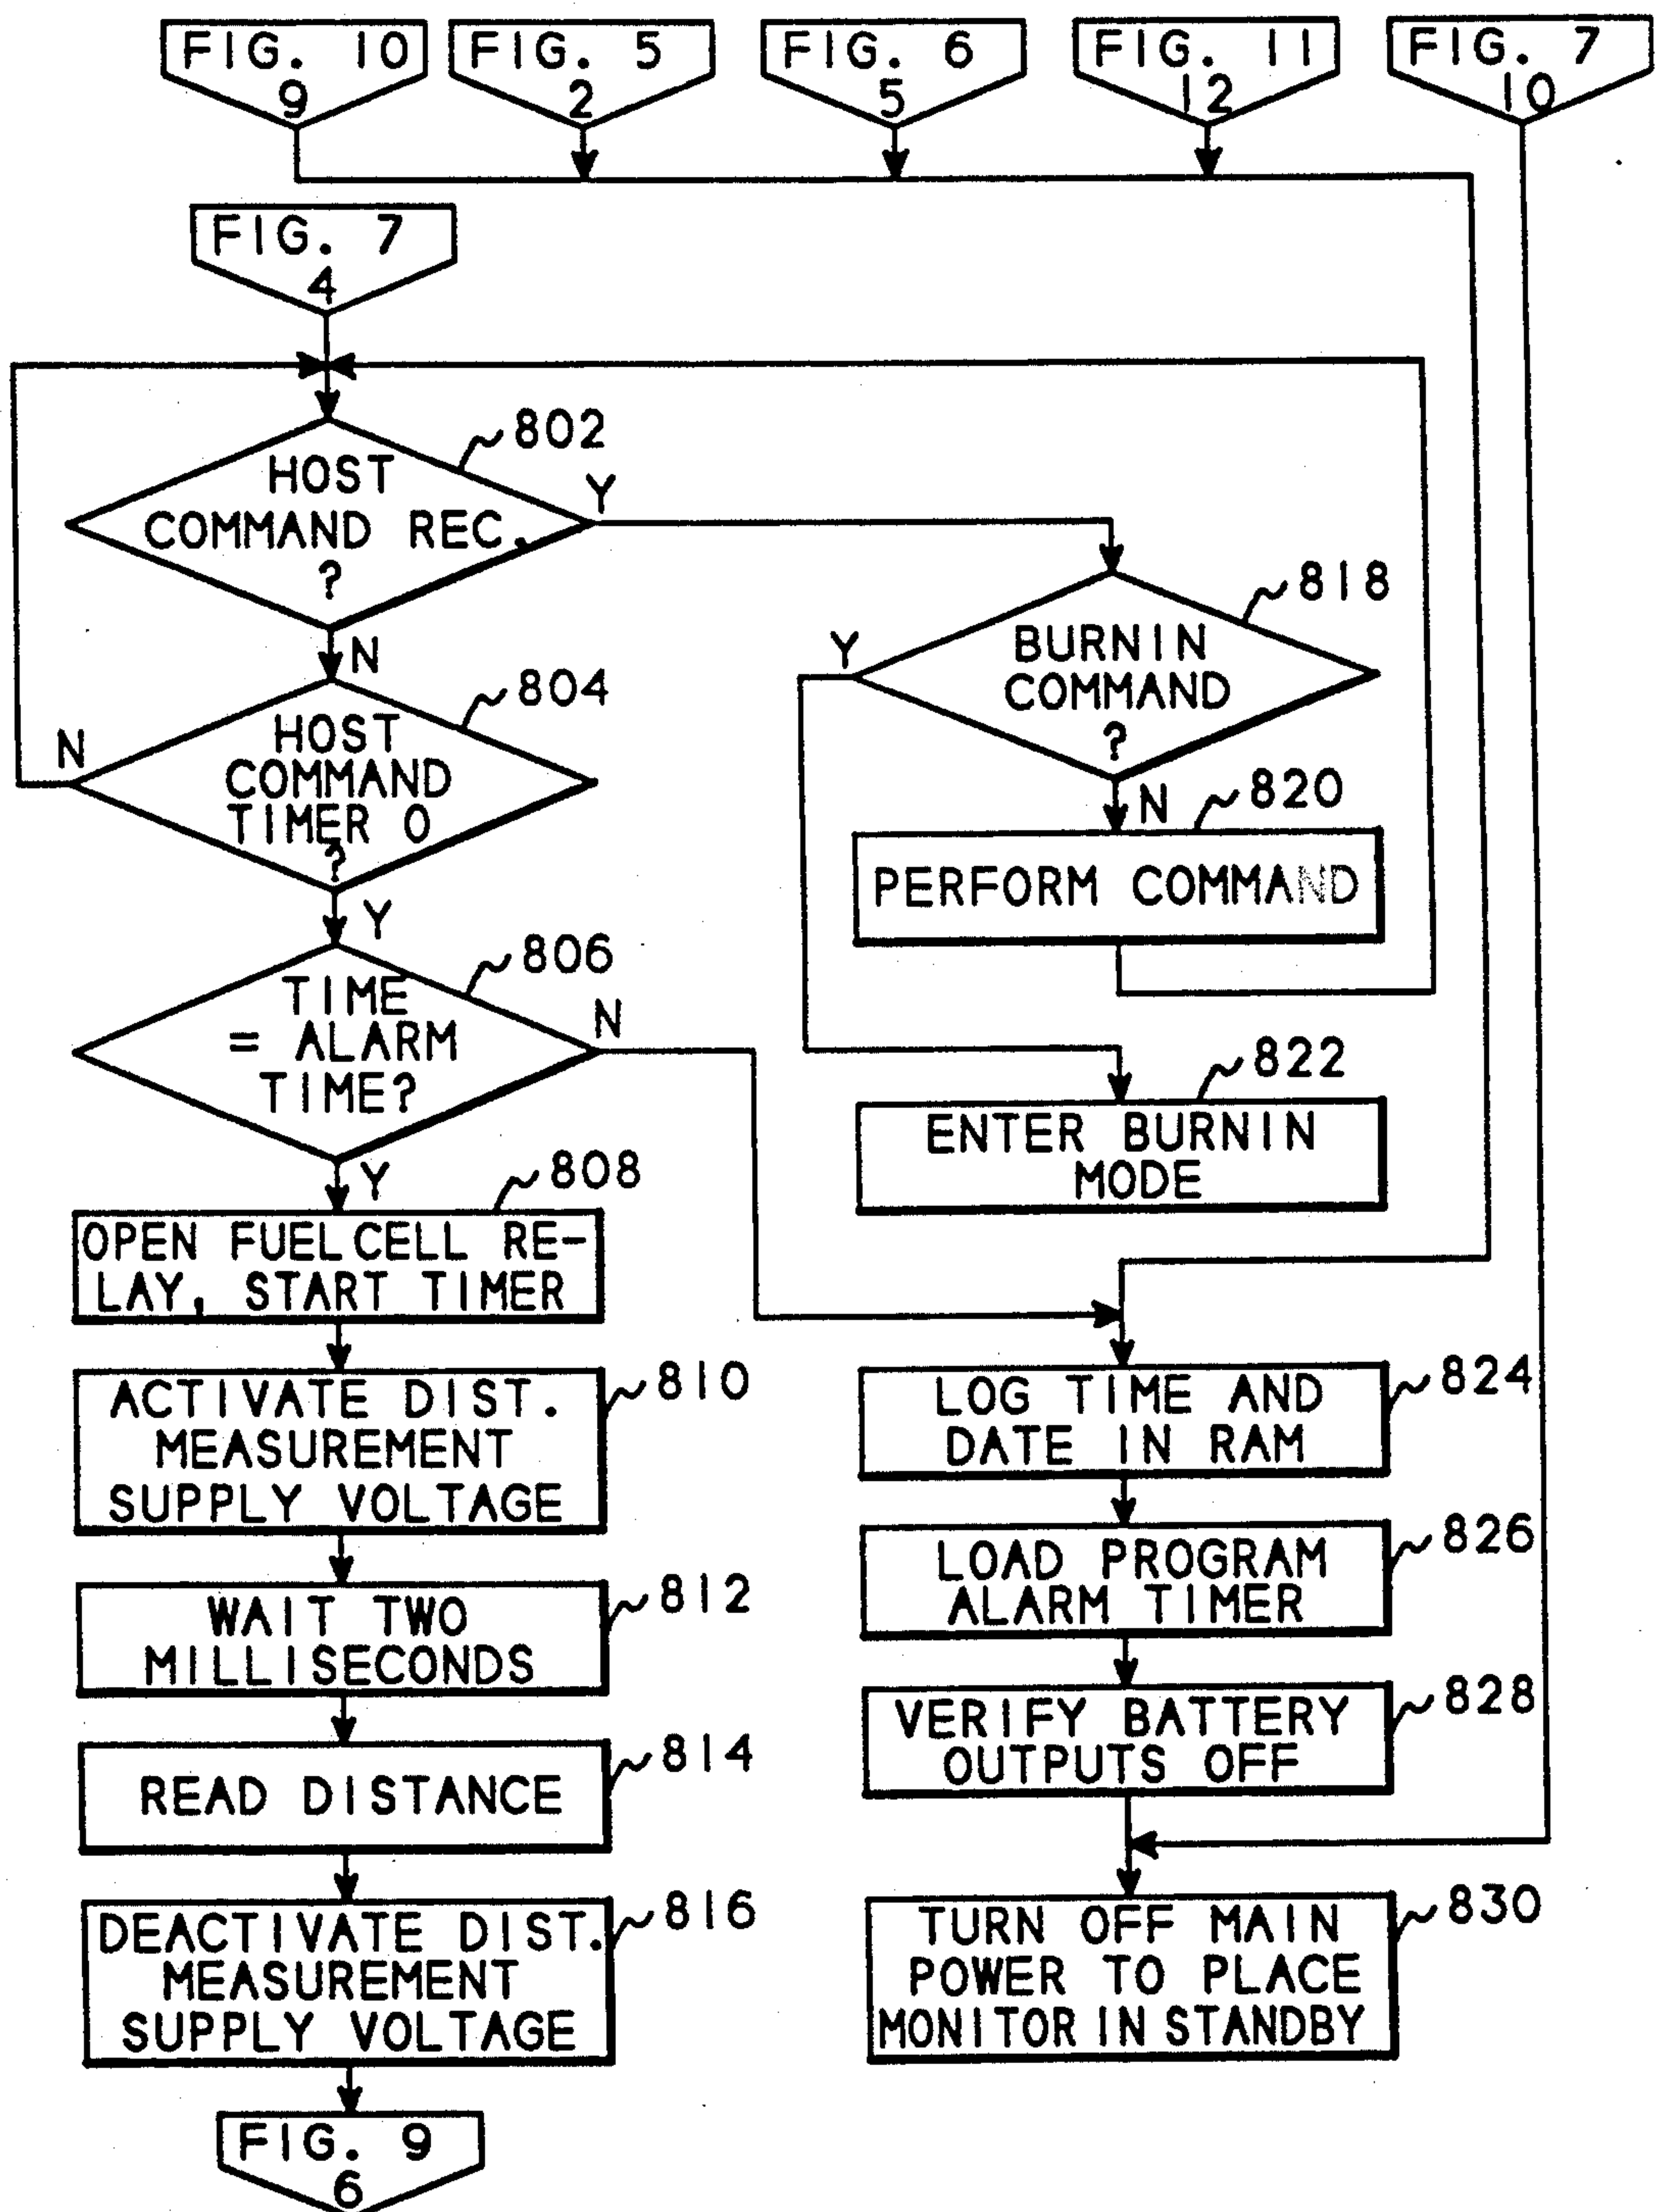 FIG. 10
9
FIG. 5
2
FIG. 6
5
FIG. 11
12
FIG. 7
10
FIG. 7
4
802
HOST
COMMAND REC.
?
Y
N
804
HOST
COMMAND
TIMER 0
?
N
Y
806
TIME
= ALARM
TIME?
N
Y
808
OPEN FUELCELL RE-
LAY, START TIMER
810
ACTIVATE DIST.
MEASUREMENT
SUPPLY VOLTAGE
812
WAIT TWO
MILLISECONDS
814
READ DISTANCE
816
DEACTIVATE DIST.
MEASUREMENT
SUPPLY VOLTAGE
FIG. 9
6
818
BURNIN
COMMAND
?
Y
N
820
PERFORM COMMAND
822
ENTER BURNIN
MODE
824
LOG TIME AND
DATE IN RAM
826
LOAD PROGRAM
ALARM TIMER
828
VERIFY BATTERY
OUTPUTS OFF
830
TURN OFF MAIN
POWER TO PLACE
MONITOR IN STANDBY